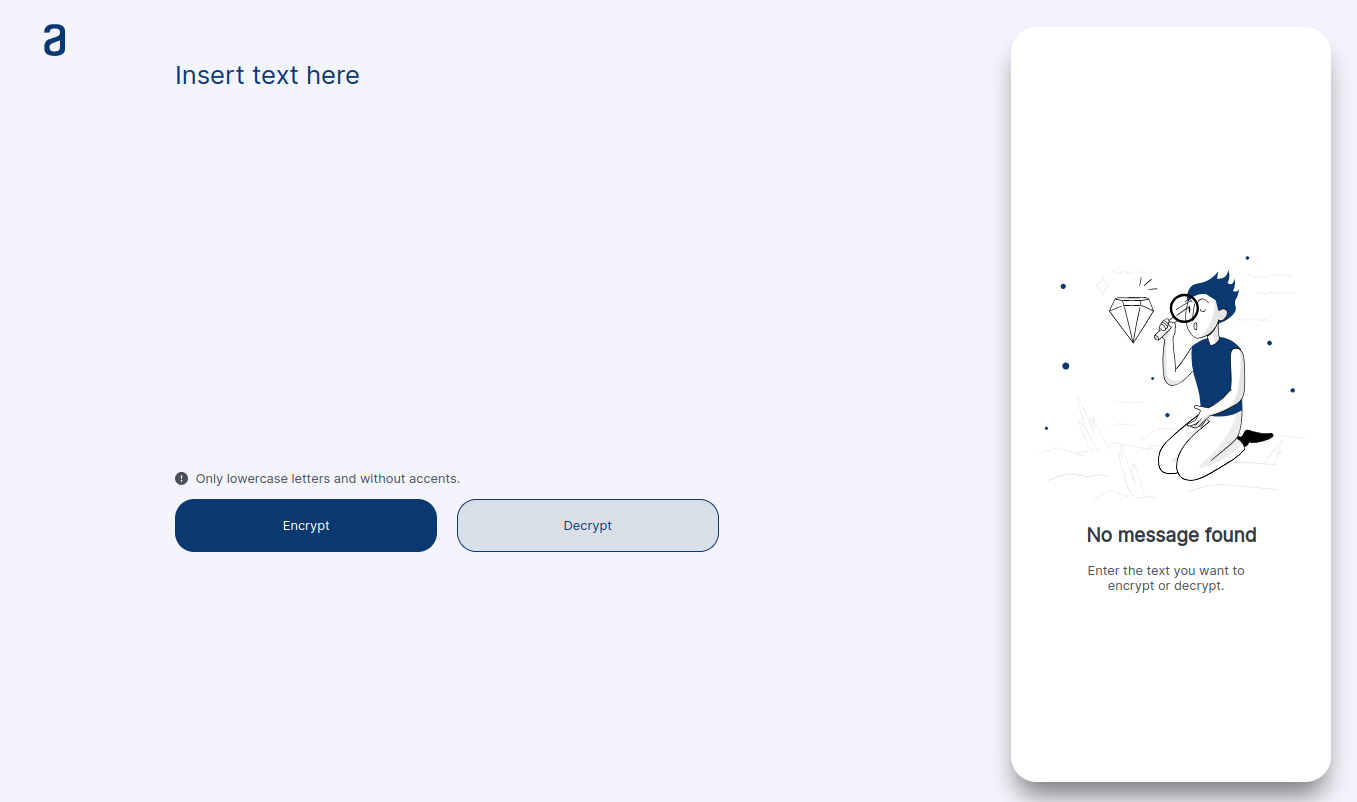 a
Insert text here
Only lowercase letters and without accents.
Encrypt
Decrypt
No message found
Enter the text you want to
encrypt or decrypt.